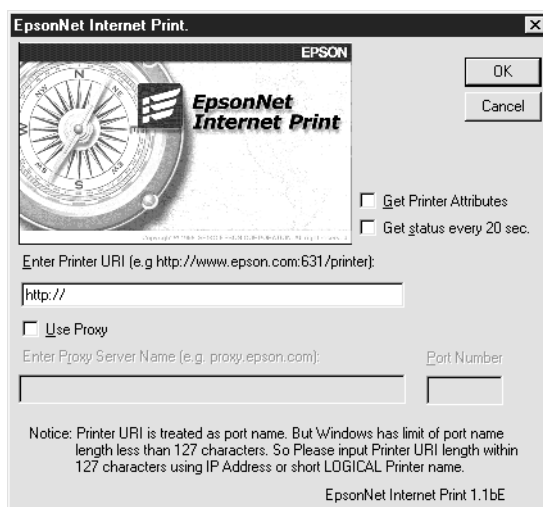 EpsonNet Internet Print.
EPSON
N
EpsonNet
Internet Print
OK
Cancel
Get Printer Attributes
Get status every 20 sec.
Enter Printer URI (e.g http://www.epson.com:631/printer):
http://
Use Proxy
Enter Proxy Server Name (e.g. proxy.epson.com):
Port Number
Notice: Printer URI is treated as port name. But Windows has limit of port name
length less than 127 characters. So Please input Printer URI length within
127 characters using IP Address or short LOGICAL Printer name.
EpsonNet Internet Print 1.1bE